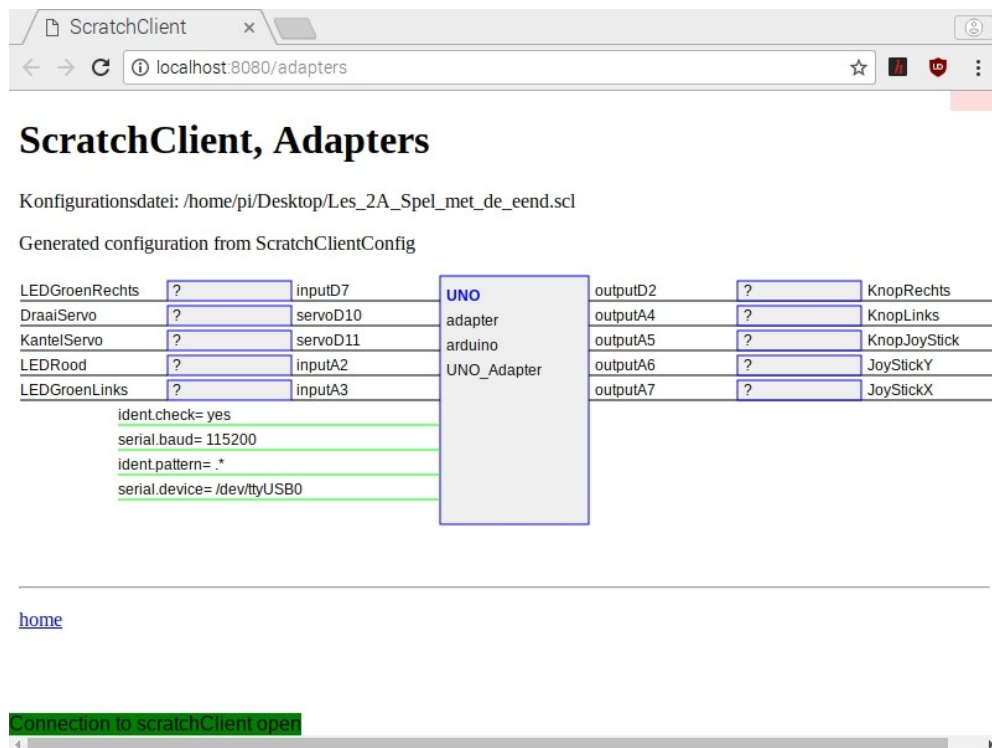 ScratchClient
localhost:8080/adapters
ScratchClient, Adapters
Konfigurationsdatei: /home/pi/Desktop/Les_2A_Spel_met_de_eend.scl
Generated configuration from ScratchClientConfig
LEDGroenRechts ? inputD7 UNO outputD2 ? KnopRechts
DraaiServo ? servoD10 adapter outputA4 ? KnopLinks
KantelServo ? servoD11 arduino outputA5 ? KnopJoyStick
LEDRood ? inputA2 UNO_Adapter outputA6 ? JoyStickY
LEDGroenLinks ? inputA3 outputA7 ? JoyStickX
ident.check= yes
serial.baud= 115200
ident.pattern= .*
serial.device= /dev/ttyUSB0
home
Connection to scratchClient open